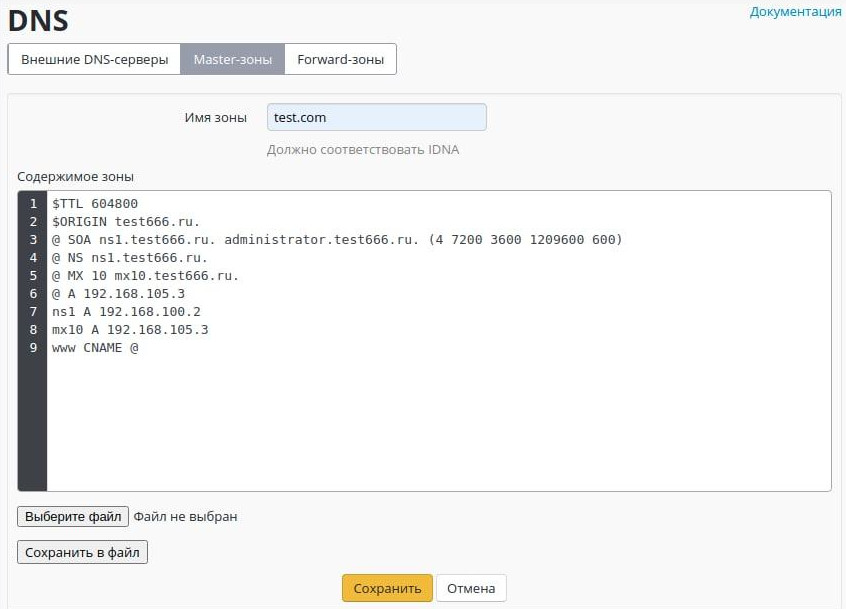 DNS
Документация
Внешние DNS-серверы Master-зоны Forward-зоны
Имя зоны test.com
Должно соответствовать IDNA
Содержимое зоны
1 $TTL 604800
2 $ORIGIN test666.ru.
3 @ SOA ns1.test666.ru. administrator.test666.ru. (4 7200 3600 1209600 600)
4 @ NS ns1.test666.ru.
5 @ MX 10 mx10.test666.ru.
6 @ A 192.168.105.3
7 ns1 A 192.168.100.2
8 mx10 A 192.168.105.3
9 www CNAME @
Выберите файл Файл не выбран
Сохранить в файл
Сохранить Отмена